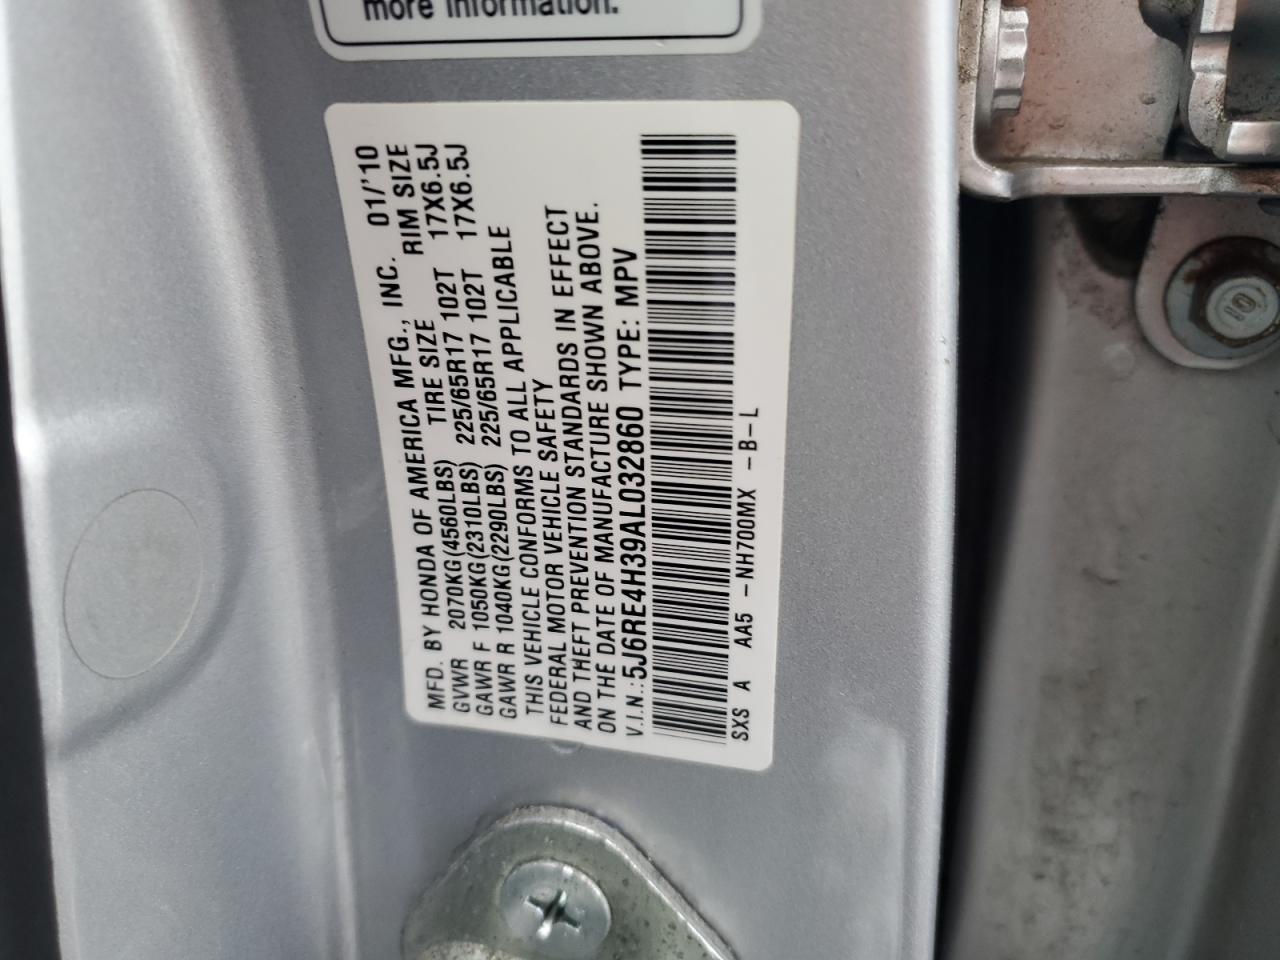 more information.
MFD. BY HONDA OF AMERICA MFG., INC. 01/'10
GVWR 2070KG(4560LBS) TIRE SIZE RIM SIZE
GAWR F 1050KG(2310LBS) 225/65R17 102T 17X6.5J
GAWR R 1040KG(2290LBS) 225/65R17 102T 17X6.5J
THIS VEHICLE CONFORMS TO ALL APPLICABLE
FEDERAL MOTOR VEHICLE SAFETY
AND THEFT PREVENTION STANDARDS IN EFFECT
ON THE DATE OF MANUFACTURE SHOWN ABOVE.
V.I.N.:5J6RE4H39AL032860 TYPE: MPV
SXS A AA5 -NH700MX -B-L